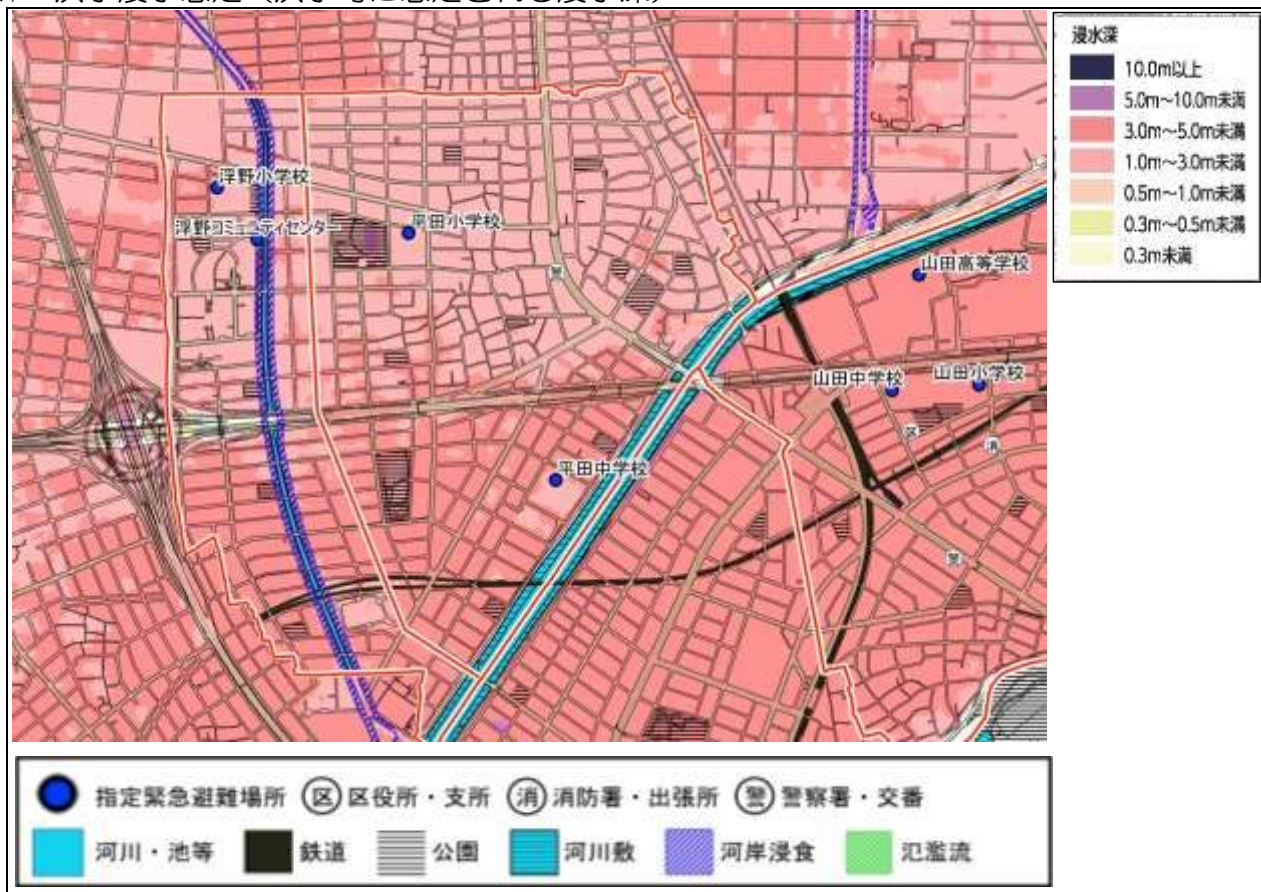 浸水深
10.0m以上
5.0m～10.0m未満
3.0m～5.0m未満
1.0m～3.0m未満
0.5m～1.0m未満
0.3m～0.5m未満
0.3m未満
浮野小学校
浮野コミュニティセンター
平田小学校
警
山田高等学校
山田中学校
山田小学校
区
消
平田中学校
警
指定緊急避難場所 区 区役所・支所 消 消防署・出張所 警 警察署・交番
河川・池等 鉄道 公園 河川敷 河岸浸食 氾濫流